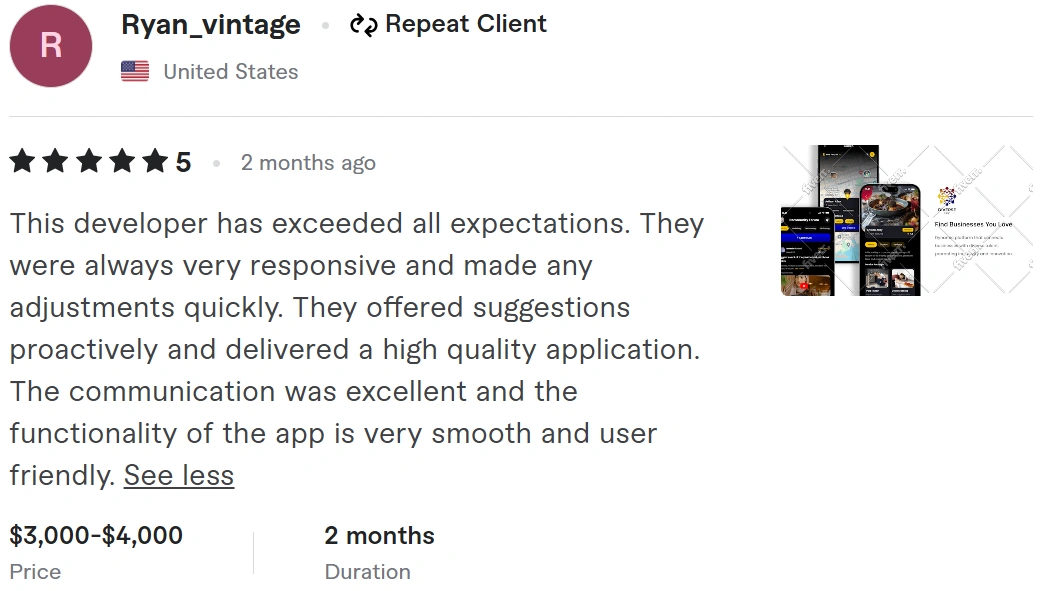 R
Ryan_vintage • Repeat Client
United States
5 • 2 months ago
This developer has exceeded all expectations. They
were always very responsive and made any
adjustments quickly. They offered suggestions
proactively and delivered a high quality application.
The communication was excellent and the
functionality of the app is very smooth and user
friendly. See less
Find Businesses You Love
$3,000-$4,000
Price
2 months
Duration